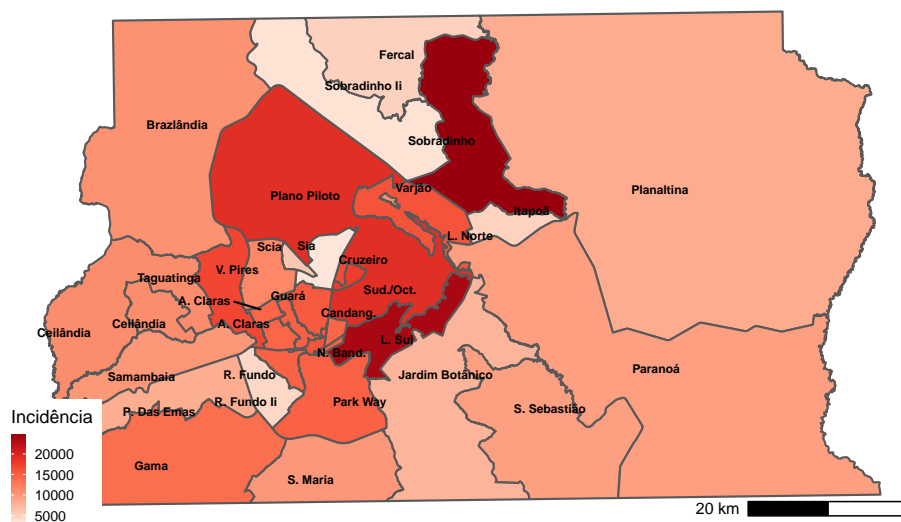 Fercal
Sobradinho Ii
Brazlândia
Sobradinho
Varjão
Planaltina
Plano Piloto
Itapoã
L. Norte
Scia
Sia
Cruzeiro
V. Pires
Taguatinga
Sud./Oct.
A. Claras
Guará
Candang.
Ceilândia
Ceilândia
A. Claras
L. Sul
N. Band.
Samambaia
R. Fundo
Jardim Botânico
Paranoá
R. Fundo Ii
Park Way
P. Das Emas
S. Sebastião
Incidência
20000
10000
5000
Gama
S. Maria
20 km